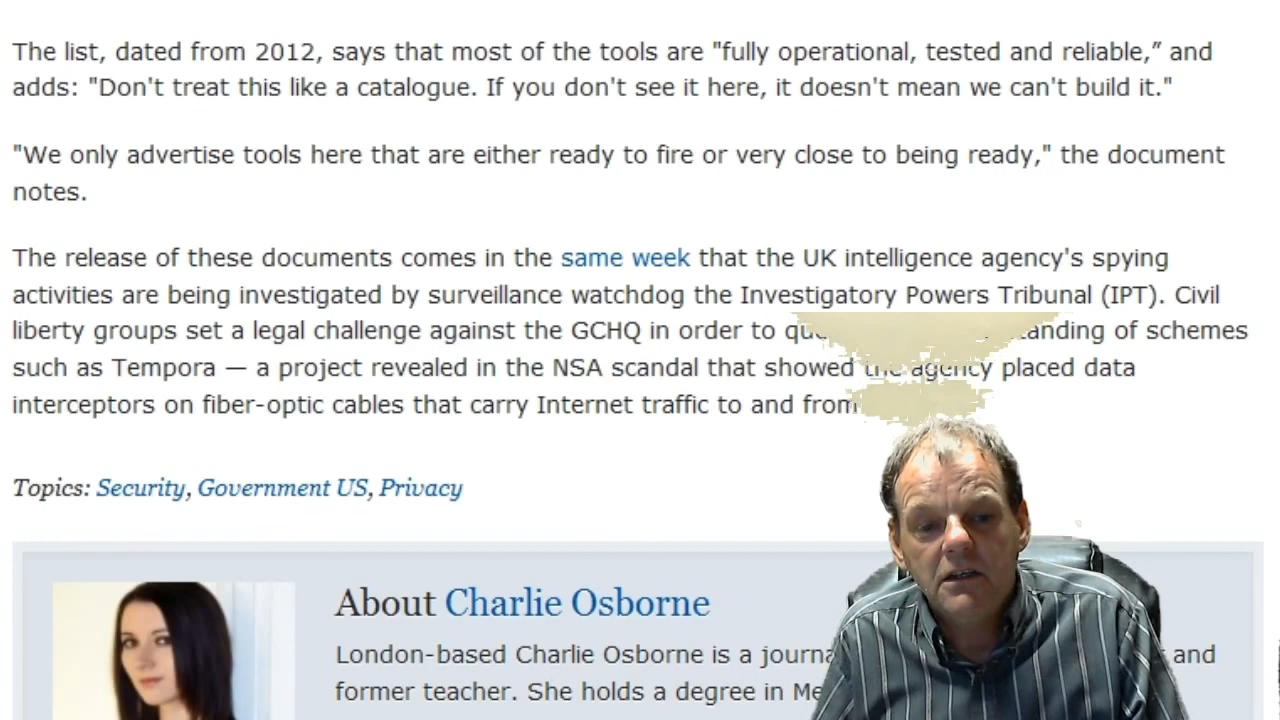 The list, dated from 2012, says that most of the tools are "fully operational, tested and reliable,” and
adds: "Don't treat this like a catalogue. If you don't see it here, it doesn't mean we can't build it."
"We only advertise tools here that are either ready to fire or very close to being ready," the document
notes.
The release of these documents comes in the same week that the UK intelligence agency's spying
activities are being investigated by surveillance watchdog the Investigatory Powers Tribunal (IPT). Civil
liberty groups set a legal challenge against the GCHQ in order to of schemes
such as Tempora — a project revealed in the NSA scandal that showed the agency placed data
interceptors on fiber-optic cables that carry Internet traffic to and from
Topics: Security, Government US, Privacy
About Charlie Osborne
London-based Charlie Osborne is a and
former teacher. She holds a degree in